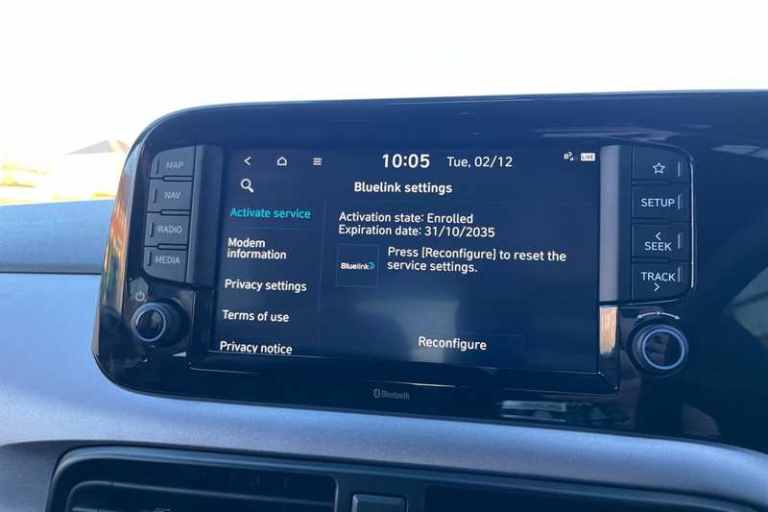 MAP
NAV
RADIO
MEDIA
10:05 Tue, 02/12
LIVE
Bluelink settings
Activate service
Modem
information
Privacy settings
Terms of use
Privacy notice
Activation state: Enrolled
Expiration date: 31/10/2035
Bluelink
Press [Reconfigure] to reset the
service settings.
Reconfigure
SETUP
SEEK
TRACK
Bluetooth